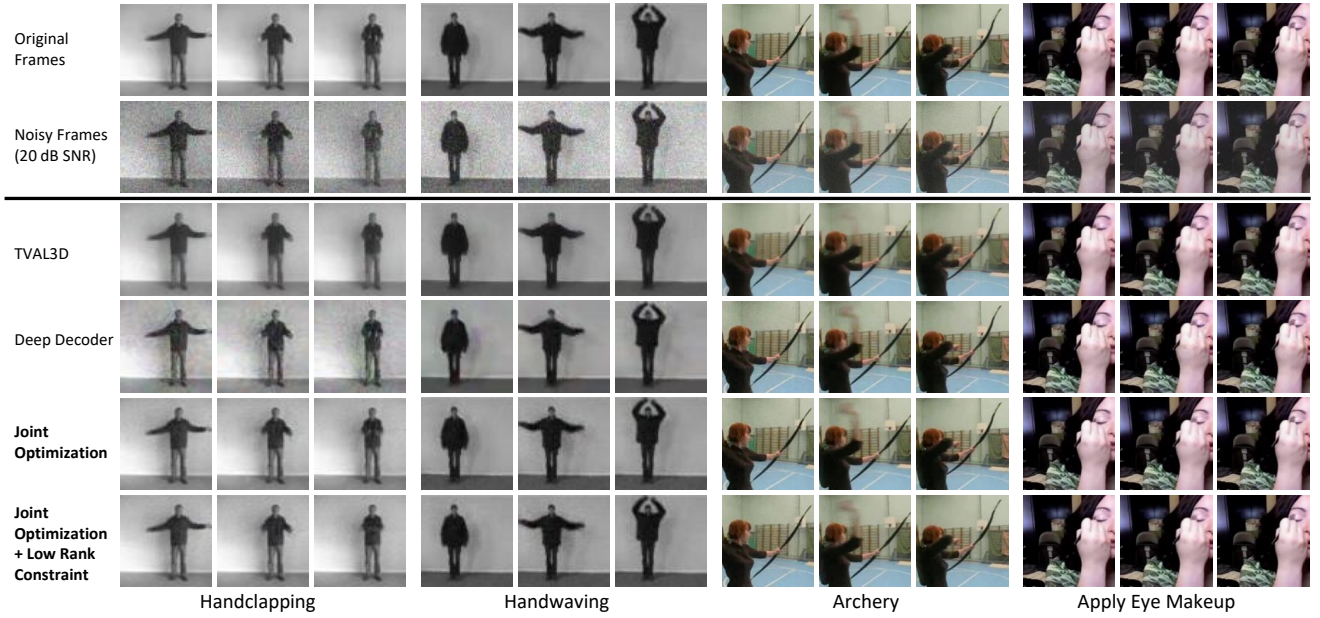 Original
Frames
Noisy Frames
(20 dB SNR)
TVAL3D
Deep Decoder
Joint
Optimization
Joint
Optimization
+ Low Rank
Constraint
Handclapping
Handwaving
Archery
Apply Eye Makeup